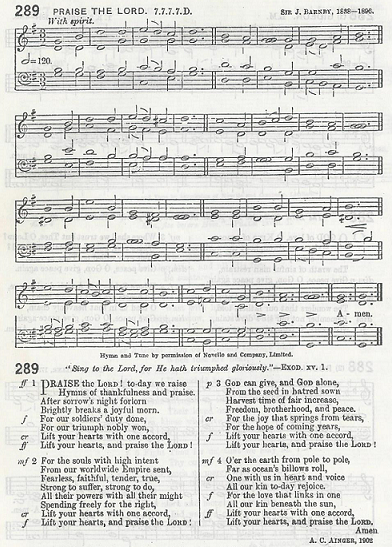 289 PRAISE THE LORD. 7.7.7.7.D. SIR J. BARNBY, 1838–1896.
With spirit.
=120.
A - men.
Hymn and Tune by permission of Novello and Company, Limited.
289 "Sing to the Lord, for He hath triumphed gloriously."—EXOD. xv. 1.
ff 1 PRAISE the LORD! to-day we raise
Hymns of thankfulness and praise.
After sorrow's night forlorn
Brightly breaks a joyful morn.
f For our soldiers' duty done,
For our triumph nobly won,
cr Lift your hearts with one accord,
ff Lift your hearts, and praise the LORD!
mf 2 For the souls with high intent
From our worldwide Empire sent,
Fearless, faithful, tender, true,
Strong to suffer, strong to do,
All their powers with all their might
Spending freely for the right,
cr Lift your hearts with one accord,
f Lift your hearts, and praise the LORD!
p 3 God can give, and God alone,
From the seed in hatred sown
Harvest time of fair increase,
Freedom, brotherhood, and peace.
cr For the joy that springs from tears,
For the hope of coming years,
f Lift your hearts with one accord,
Lift your hearts, and praise the LORD!
mf 4 O'er the earth from pole to pole,
Far as ocean's billows roll,
cr One with us in heart and voice
All our kin to-day rejoice.
f For the love that links in one
All our kin beneath the sun,
ff Lift your hearts with one accord,
Lift your hearts, and praise the LORD.
Amen
A. C. AINGER, 1902